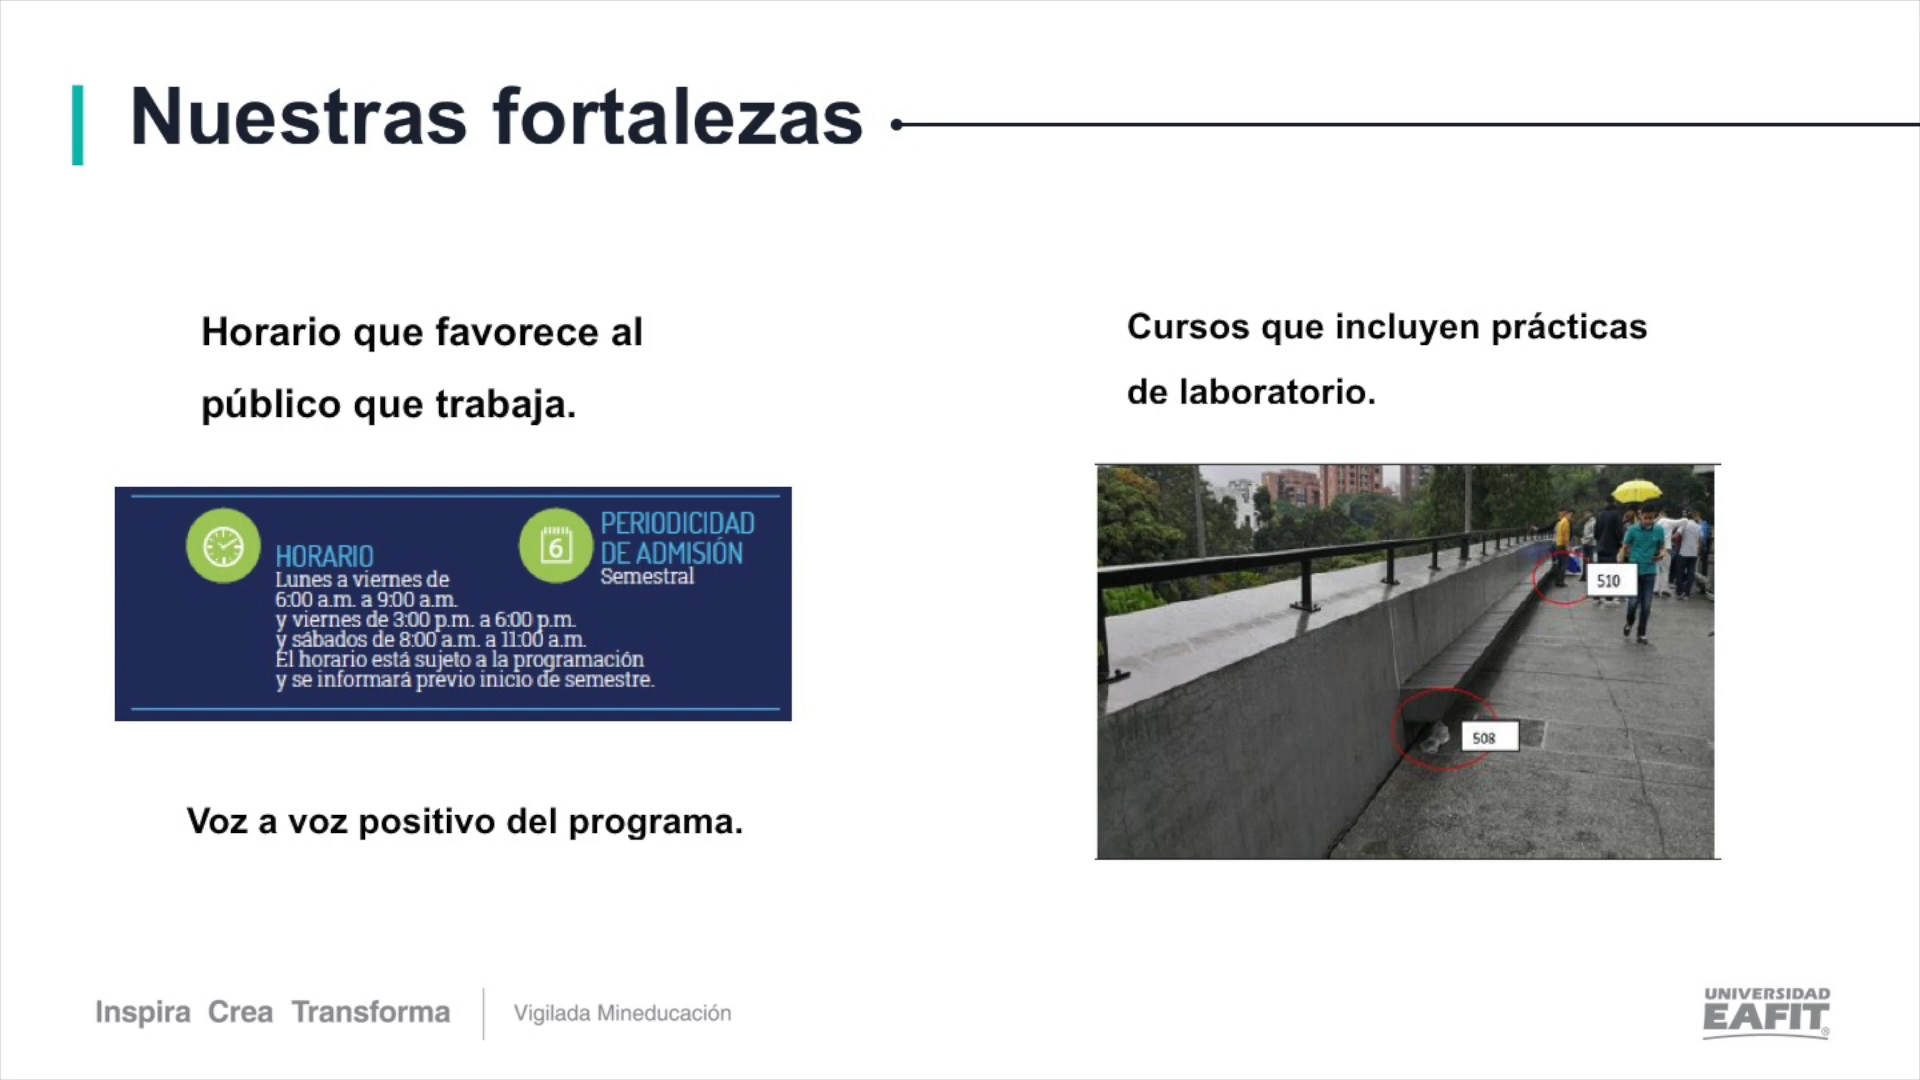 Nuestras fortalezas
Horario que favorece al
público que trabaja.
HORARIO
Lunes a viernes de
6:00 a.m. a 9:00 a.m.
y viernes de 3:00 p.m. a 6:00 p.m.
y sábados de 8:00 a.m. a 11:00 a.m.
El horario está sujeto a la programación
y se informará previo inicio de semestre.
6
PERIODICIDAD
DE ADMISIÓN
Semestral
Voz a voz positivo del programa.
Cursos que incluyen prácticas
de laboratorio.
510
508
Inspira Crea Transforma
Vigilada Mineducación
UNIVERSIDAD
EAFIT®